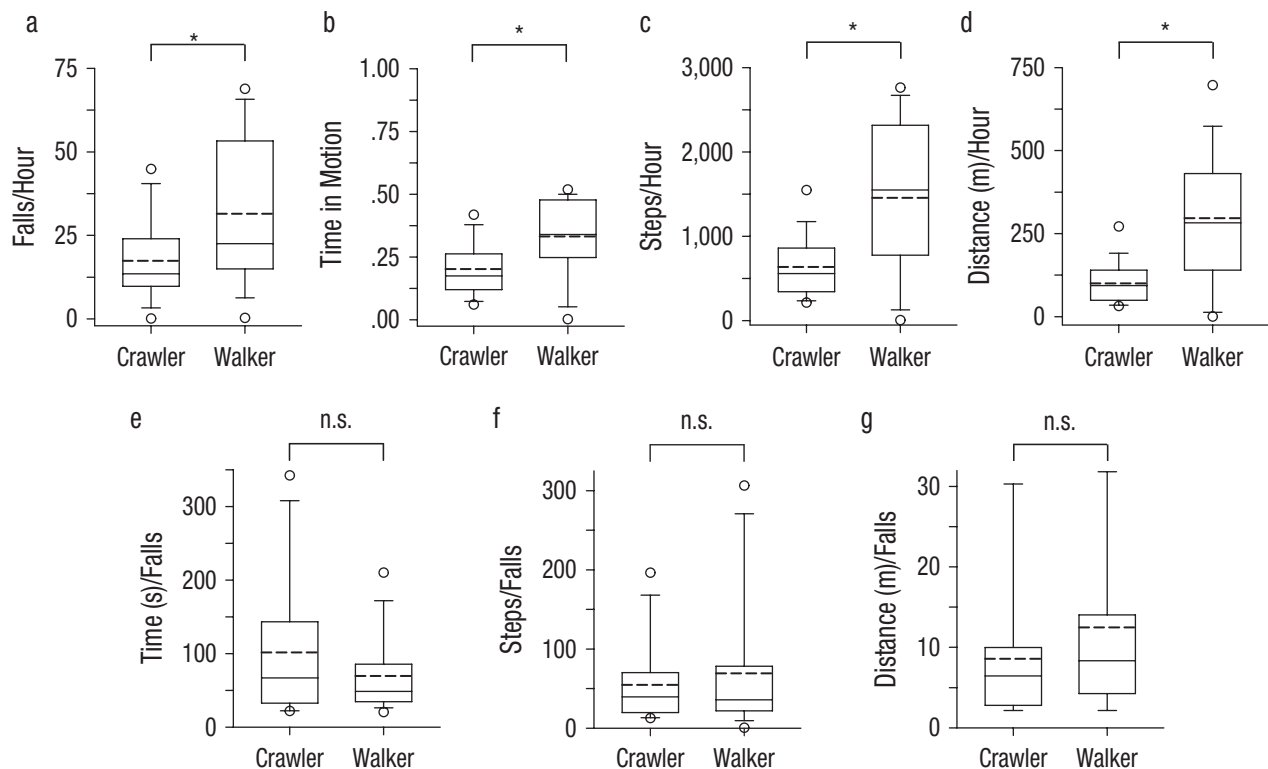 a
b
c
d
*
*
*
*
Falls/Hour
75
50
25
0
Crawler
Walker
Time in Motion
1.00
.75
.50
.25
.00
Crawler
Walker
Steps/Hour
3,000
2,000
1,000
0
Crawler
Walker
Distance (m)/Hour
750
500
250
0
Crawler
Walker
e
f
g
n.s.
n.s.
n.s.
Time (s)/Falls
300
200
100
0
Crawler
Walker
Steps/Falls
300
200
100
0
Crawler
Walker
Distance (m)/Falls
30
20
10
0
Crawler
Walker